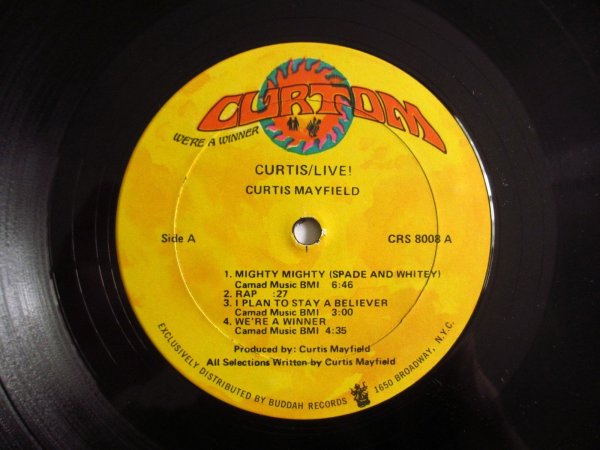 CURTOM
WE'RE A WINNER
CURTIS/LIVE!
CURTIS MAYFIELD
Side A
CRS 8008 A
1. MIGHTY MIGHTY (SPADE AND WHITEY)
Camad Music BMI 6:46
2. RAP :27
3. I PLAN TO STAY A BELIEVER
Camad Music BMI 3:00
4. WE'RE A WINNER
Camad Music BMI 4:35
Produced by: Curtis Mayfield
All Selections Written by Curtis Mayfield
EXCLUSIVELY DISTRIBUTED BY BUDDAH RECORDS 1650 BROADWAY, N.Y.C.